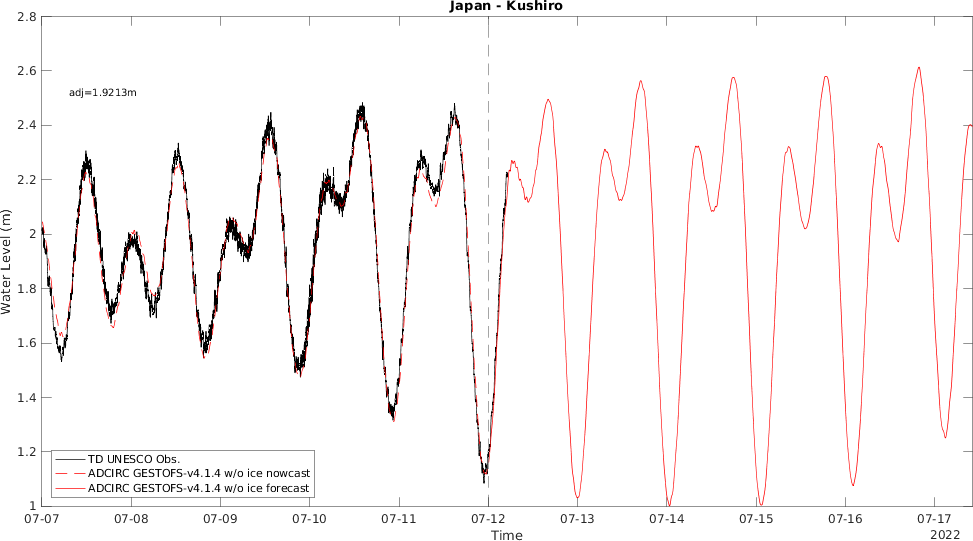 Japan - Kushiro
2.8
2.6
2.4
2.2
2
1.8
1.6
1.4
1.2
1
Water Level (m)
adj=1.9213m
TD UNESCO Obs.
ADCIRC GESTOFS-v4.1.4 w/o ice nowcast
ADCIRC GESTOFS-v4.1.4 w/o ice forecast
07-07 07-08 07-09 07-10 07-11 07-12 07-13 07-14 07-15 07-16 07-17
Time
2022